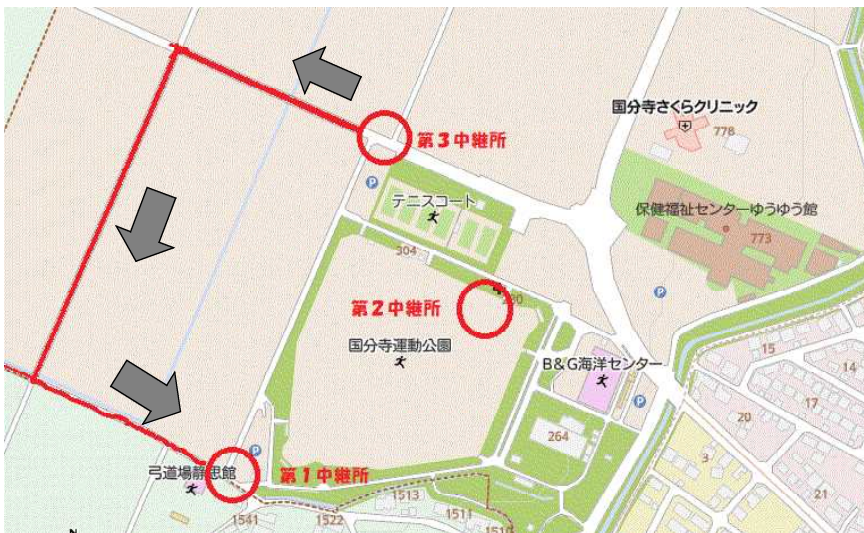 国分寺さくらクリニック
778
第3中継所
P
テニスコート
保健福祉センターゆうゆう館
773
304
P
第2中継所
国分寺運動公園
B&G海洋センター
15
14
17
20
P
264
3
P
弓道場静思館
第1中継所
21
1513
1541
1522
1511
1510
N